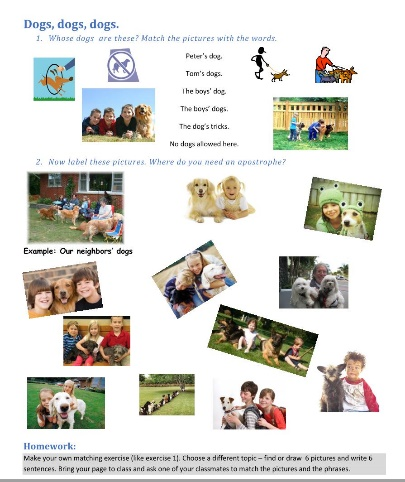 Dogs, dogs, dogs.
1. Whose dogs are these? Match the pictures with the words.
Peter's dog.
Tom's dogs.
The boys' dog.
The boys' dogs.
The dog's tricks.
No dogs allowed here.
2. Now label these pictures. Where do you need an apostrophe?
Example: Our neighbors' dogs
Homework:
Make your own matching exercise (like exercise 1). Choose a different topic – find or draw 6 pictures and write 6
sentences. Bring your page to class and ask one of your classmates to match the pictures and the phrases.